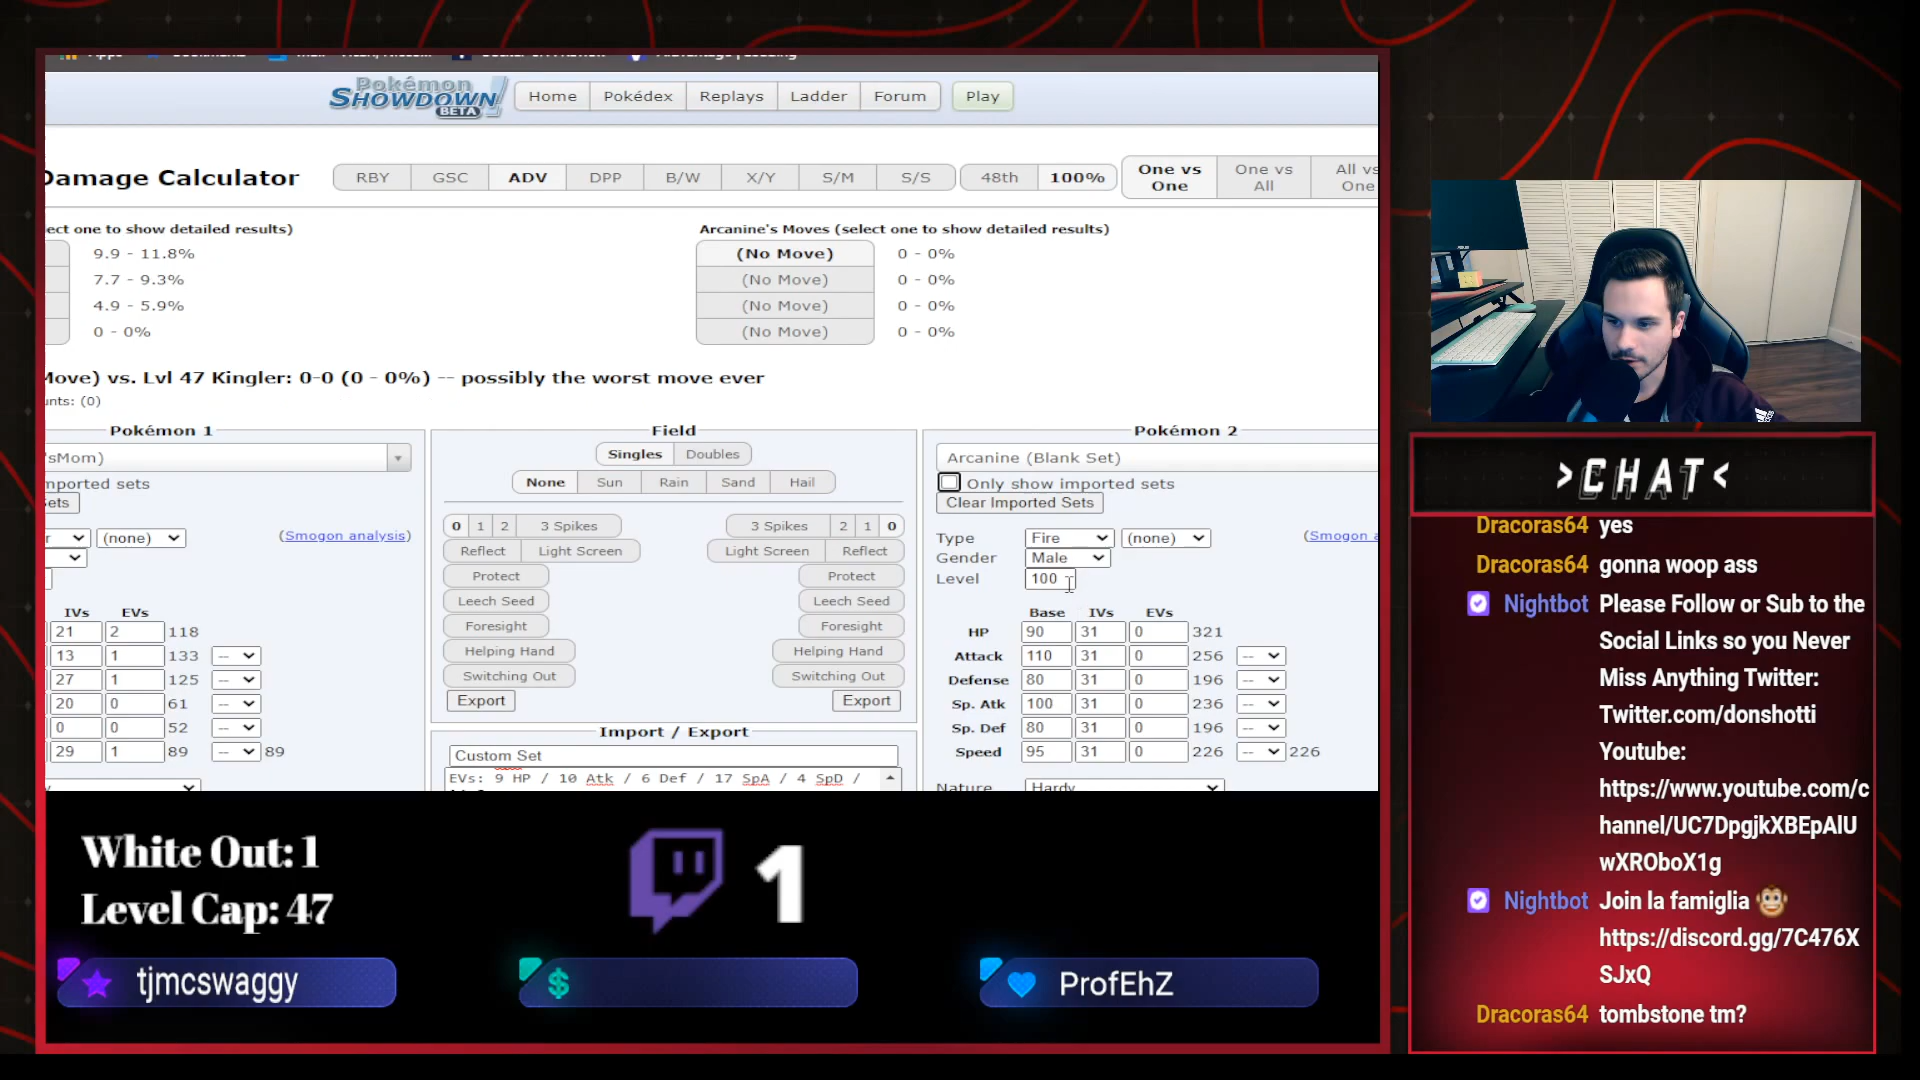 Pokémon
SHOWDOWN!
BETA
Home Pokédex Replays Ladder Forum Play
Damage Calculator RBY GSC ADV DPP B/W X/Y S/M S/S 48th 100% One vs One One vs All All vs One
ect one to show detailed results)
9.9 - 11.8%
7.7 - 9.3%
4.9 - 5.9%
0 - 0%
Arcanine's Moves (select one to show detailed results)
(No Move) 0 - 0%
(No Move) 0 - 0%
(No Move) 0 - 0%
(No Move) 0 - 0%
Move) vs. Lvl 47 Kingler: 0-0 (0 - 0%) -- possibly the worst move ever
unts: (0)
Pokémon 1
'sMom)
mported sets
ets
(none) (Smogon analysis)
IVs EVs
21 2 118
13 1 133 --
27 1 125 --
20 0 61 --
0 0 52 --
29 1 89 -- 89
Field
Singles Doubles
None Sun Rain Sand Hail
0 1 2 3 Spikes 3 Spikes 2 1 0
Reflect Light Screen Light Screen Reflect
Protect Protect
Leech Seed Leech Seed
Foresight Foresight
Helping Hand Helping Hand
Switching Out Switching Out
Export Export
Import / Export
Custom Set
EVs: 9 HP / 10 Atk / 6 Def / 17 SpA / 4 SpD /
Pokémon 2
Arcanine (Blank Set)
Only show imported sets
Clear Imported Sets
Type Fire (none) (Smogon a
Gender Male
Level 100
Base IVs EVs
HP 90 31 0 321
Attack 110 31 0 256 --
Defense 80 31 0 196 --
Sp. Atk 100 31 0 236 --
Sp. Def 80 31 0 196 --
Speed 95 31 0 226 -- 226
Nature Hardy
White Out: 1
Level Cap: 47
1
tjmcswaggy
$
ProfEhZ
>CHAT<
Dracoras64 yes
Dracoras64 gonna woop ass
Nightbot Please Follow or Sub to the
Social Links so you Never
Miss Anything Twitter:
Twitter.com/donshotti
Youtube:
https://www.youtube.com/c
hannel/UC7DpgjkXBEpAlU
wXROboX1g
Nightbot Join la famiglia 🐵
https://discord.gg/7C476X
SJxQ
Dracoras64 tombstone tm?